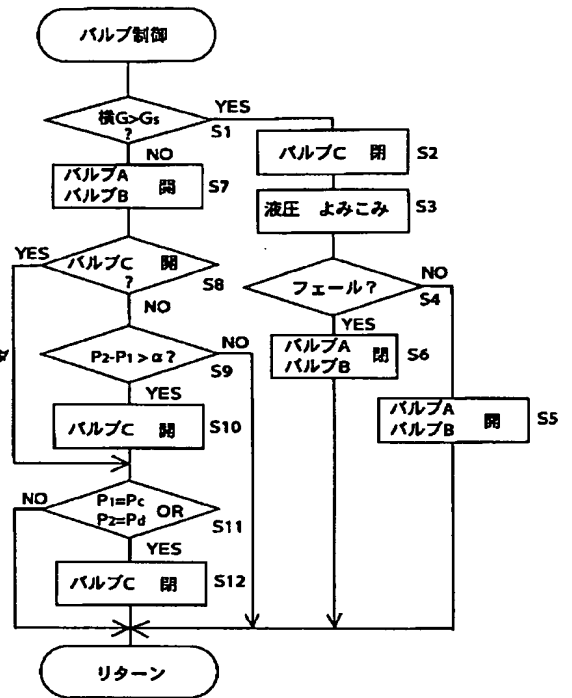 バルブ制御
横G>Gs
?
YES
S1
NO
バルブC 閉
S2
バルブA
バルブB 開
S7
液圧 よみこみ
S3
YES
バルブC 開
?
S8
NO
フェール?
NO
S4
YES
バルブA
バルブB 閉
S6
P2-P1>α?
NO
S9
YES
バルブA
バルブB 開
S5
バルブC 開
S10
NO
P1=Pc
P2=Pd OR
S11
YES
バルブC 閉
S12
リターン